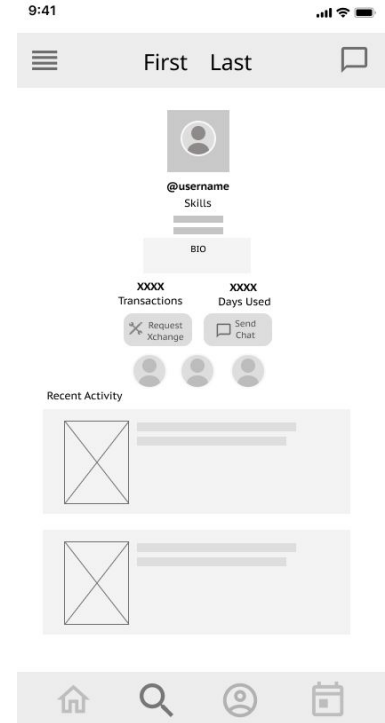 9:41
First Last
@username
Skills
BIO
XXXX XXXX
Transactions Days Used
Request Send
Xchange Chat
Recent Activity